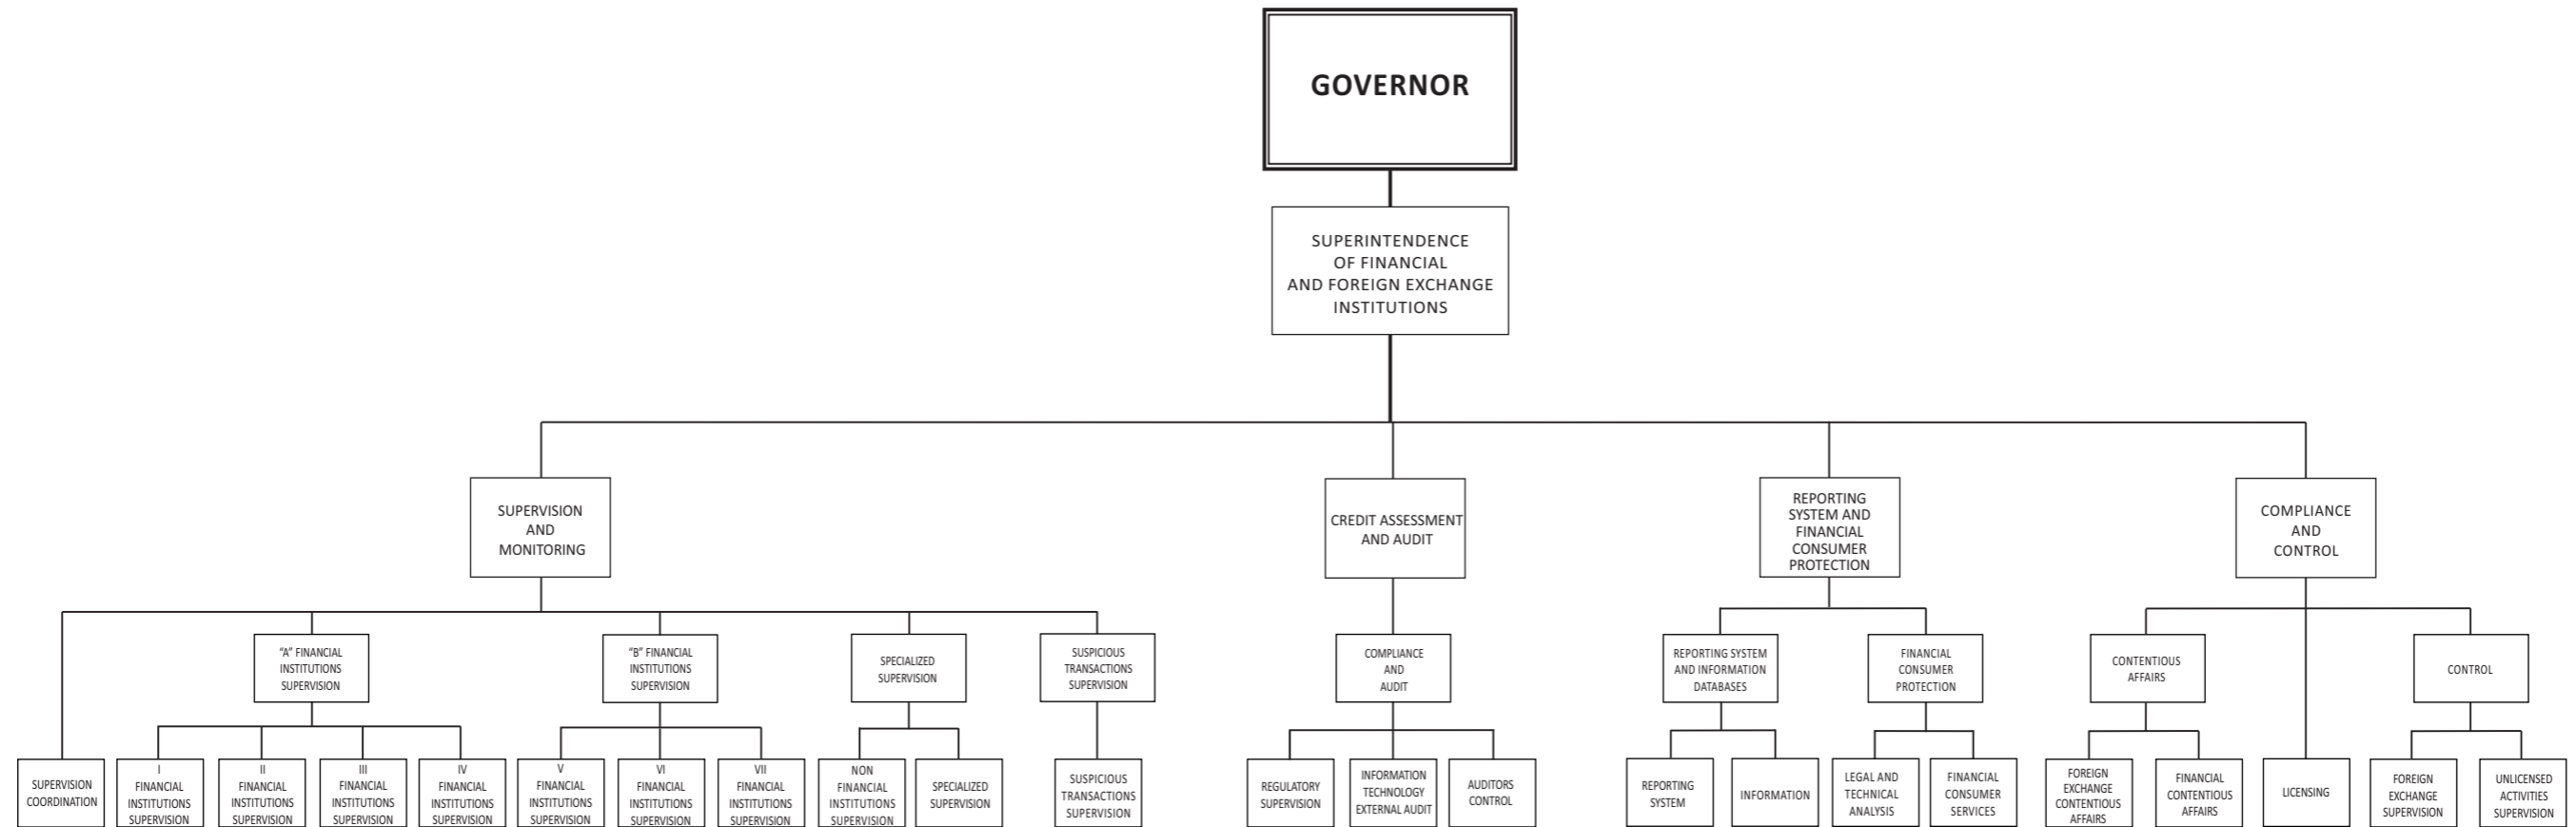 GOVERNOR
SUPERINTENDENCE
OF FINANCIAL
AND FOREIGN EXCHANGE
INSTITUTIONS
SUPERVISION
AND
MONITORING
CREDIT ASSESSMENT
AND AUDIT
REPORTING
SYSTEM AND
FINANCIAL
CONSUMER
PROTECTION
COMPLIANCE
AND
CONTROL
"A" FINANCIAL
INSTITUTIONS
SUPERVISION
"B" FINANCIAL
INSTITUTIONS
SUPERVISION
SPECIALIZED
SUPERVISION
SUSPICIOUS
TRANSACTIONS
SUPERVISION
COMPLIANCE
AND
AUDIT
REPORTING SYSTEM
AND INFORMATION
DATABASES
FINANCIAL
CONSUMER
PROTECTION
CONTENTIOUS
AFFAIRS
CONTROL
SUPERVISION
COORDINATION
I
FINANCIAL
INSTITUTIONS
SUPERVISION
II
FINANCIAL
INSTITUTIONS
SUPERVISION
III
FINANCIAL
INSTITUTIONS
SUPERVISION
IV
FINANCIAL
INSTITUTIONS
SUPERVISION
V
FINANCIAL
INSTITUTIONS
SUPERVISION
VI
FINANCIAL
INSTITUTIONS
SUPERVISION
VII
FINANCIAL
INSTITUTIONS
SUPERVISION
NON
FINANCIAL
INSTITUTIONS
SUPERVISION
SPECIALIZED
SUPERVISION
SUSPICIOUS
TRANSACTIONS
SUPERVISION
REGULATORY
SUPERVISION
INFORMATION
TECHNOLOGY
EXTERNAL AUDIT
AUDITORS
CONTROL
REPORTING
SYSTEM
INFORMATION
LEGAL AND
TECHNICAL
ANALYSIS
FINANCIAL
CONSUMER
SERVICES
FOREIGN
EXCHANGE
CONTENTIOUS
AFFAIRS
FINANCIAL
CONTENTIOUS
AFFAIRS
LICENSING
FOREIGN
EXCHANGE
SUPERVISION
UNLICENSED
ACTIVITIES
SUPERVISION